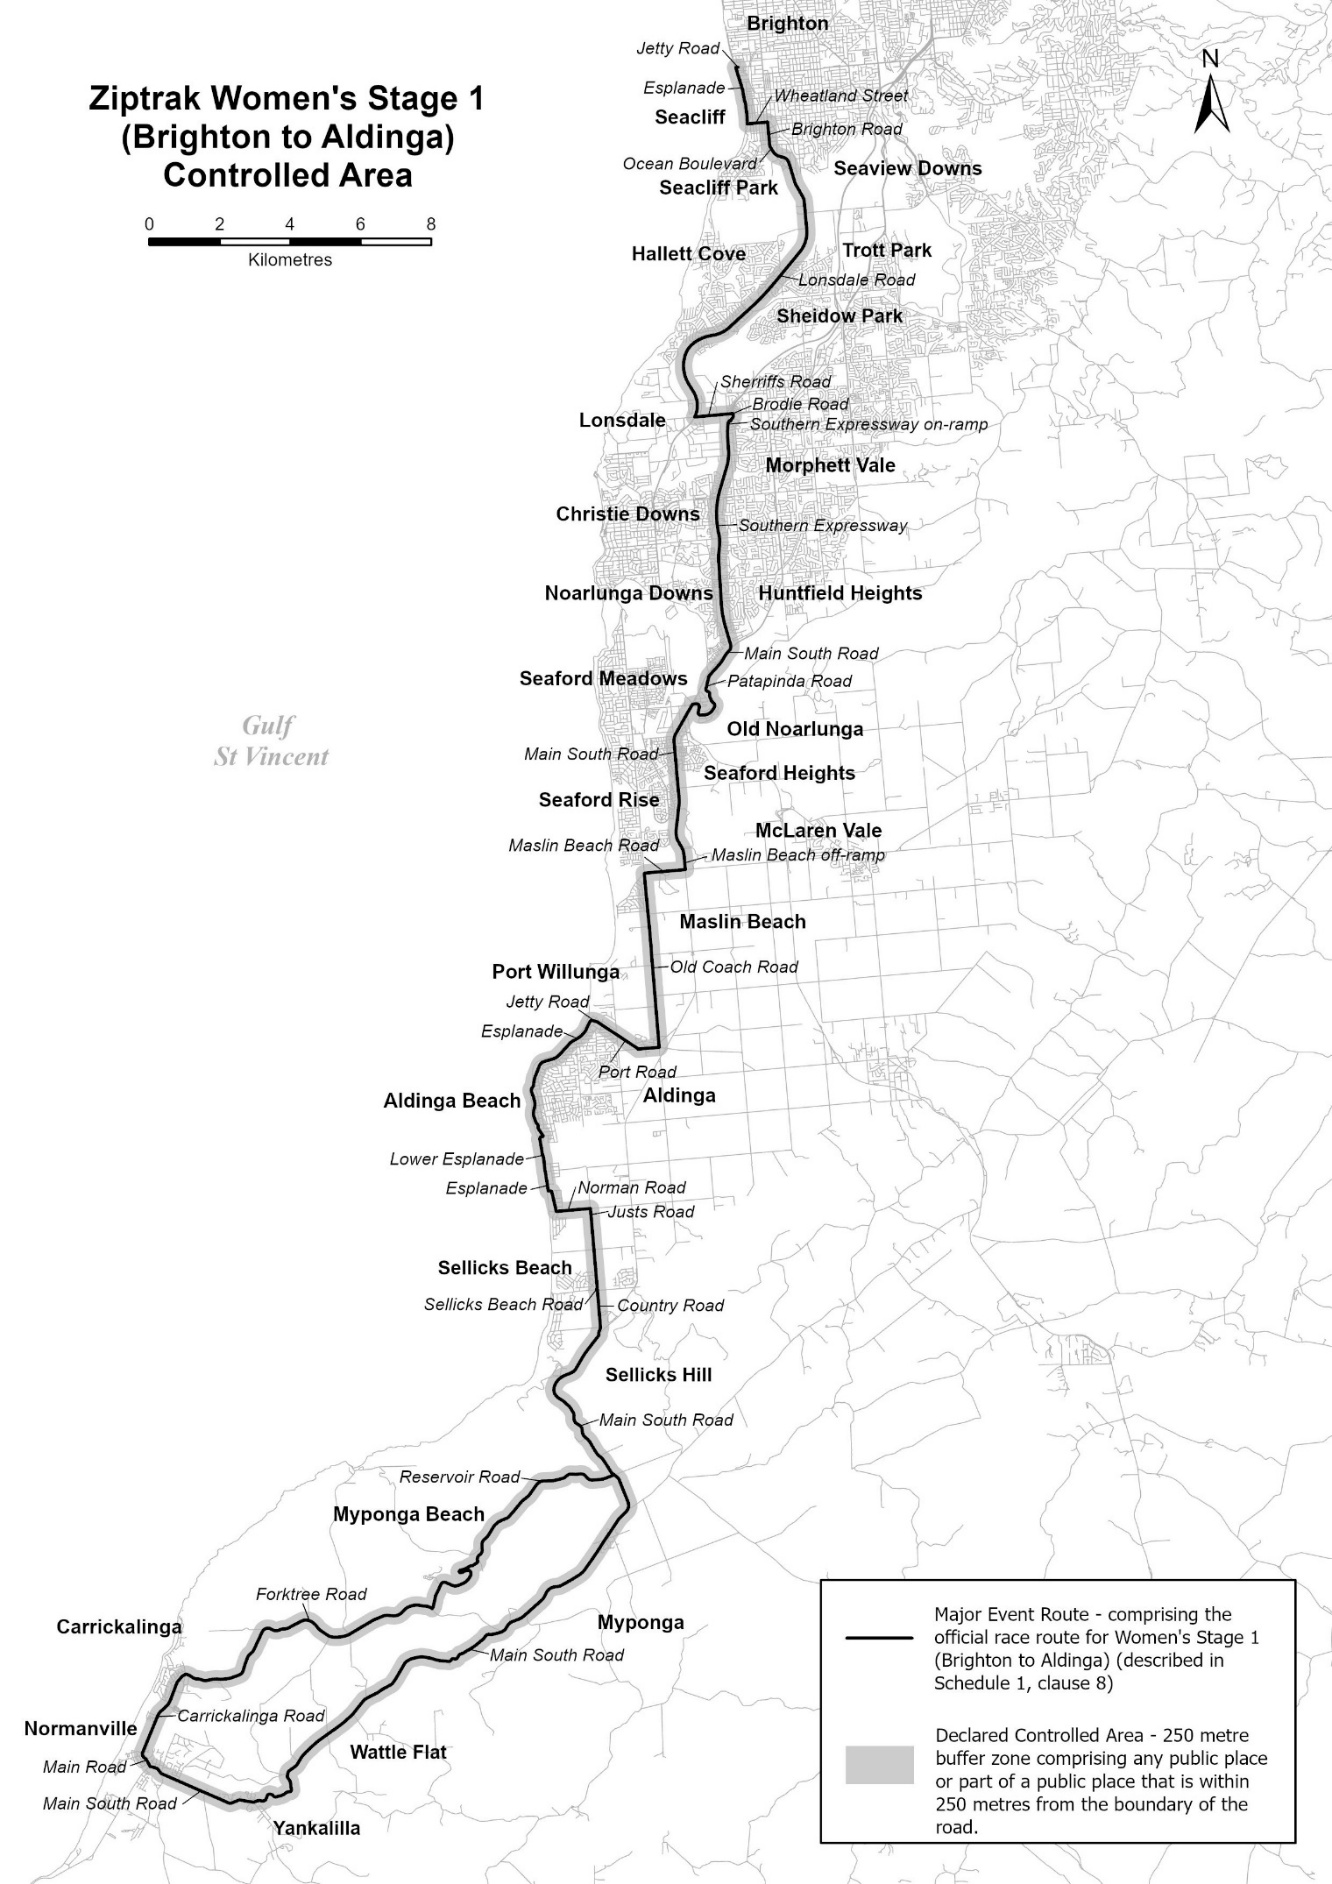 Brighton
Jetty Road
Esplanade
Wheatland Street
Seacliff
Brighton Road
Ocean Boulevard
Seaview Downs
Seacliff Park
Ziptrak Women's Stage 1
(Brighton to Aldinga)
Controlled Area
0 2 4 6 8
Kilometres
N
Hallett Cove
Trott Park
Lonsdale Road
Sheidow Park
Sherriffs Road
Brodie Road
Lonsdale
Southern Expressway on-ramp
Morphett Vale
Christie Downs
Southern Expressway
Noarlunga Downs
Huntfield Heights
Main South Road
Seaford Meadows
Patapinda Road
Gulf
St Vincent
Old Noarlunga
Main South Road
Seaford Heights
Seaford Rise
McLaren Vale
Maslin Beach Road
Maslin Beach off-ramp
Maslin Beach
Port Willunga
Old Coach Road
Jetty Road
Esplanade
Port Road
Aldinga Beach
Aldinga
Lower Esplanade
Esplanade
Norman Road
Justs Road
Sellicks Beach
Sellicks Beach Road
Country Road
Sellicks Hill
Main South Road
Reservoir Road
Myponga Beach
Forktree Road
Carrickalinga
Myponga
Main South Road
Carrickalinga Road
Normanville
Wattle Flat
Main Road
Main South Road
Yankalilla
Major Event Route - comprising the
official race route for Women's Stage 1
(Brighton to Aldinga) (described in
Schedule 1, clause 8)
Declared Controlled Area - 250 metre
buffer zone comprising any public place
or part of a public place that is within
250 metres from the boundary of the
road.